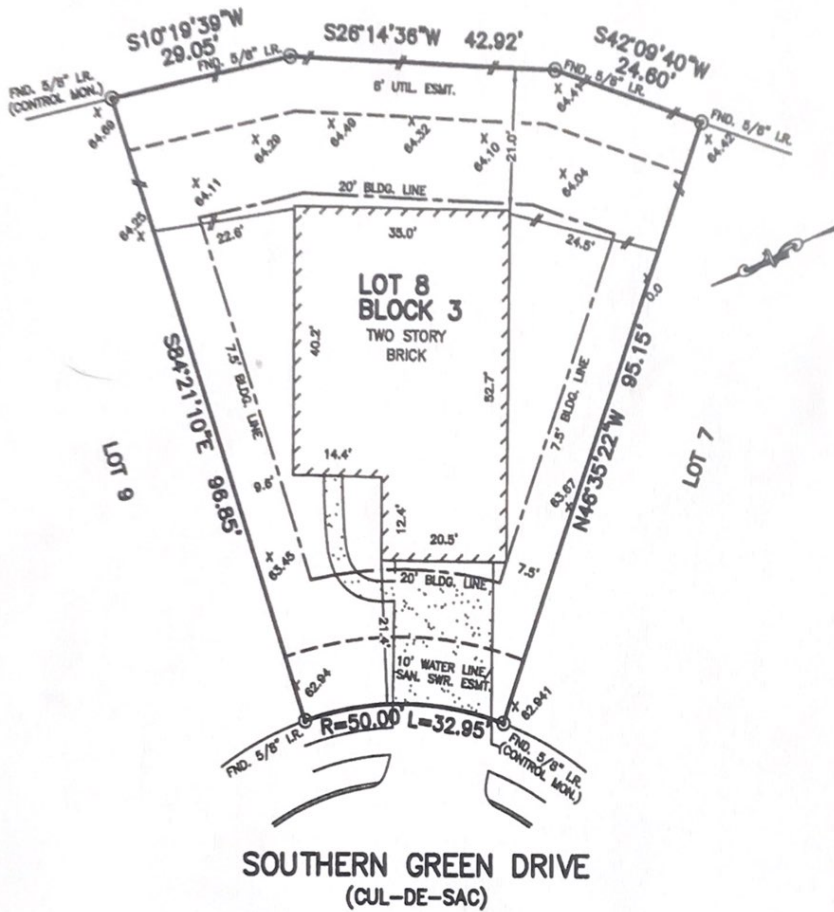 S10°19'39"W
29.05'
S26°14'36"W 42.92'
S42°09'40"W
24.60'
FND. 5/8" I.R.
(CONTROL MON.)
FND. 5/8" I.R.
FND. 5/8" I.R.
FND. 5/8" I.R.
6' UTIL. ESMT.
64.69
64.41
64.42
64.29
64.49
64.32
64.10
21.0'
64.11
64.04
20' BLDG. LINE
64.25
22.6'
35.0'
24.5'
LOT 8
BLOCK 3
TWO STORY
BRICK
0.0
40.2'
52.7'
7.5' BLDG. LINE
7.5' BLDG. LINE
S84°21'10"E 96.85'
N46°35'22"W 95.15'
LOT 9
LOT 7
14.4'
9.6'
63.67
12.4'
20.5'
63.45
20' BLDG. LINE
7.5'
21.4'
10' WATER LINE/
SAN. SWR. ESMT.
62.94
62.941
R=50.00' L=32.95'
FND. 5/8" I.R.
FND. 5/8" I.R.
(CONTROL MON.)
SOUTHERN GREEN DRIVE
(CUL-DE-SAC)